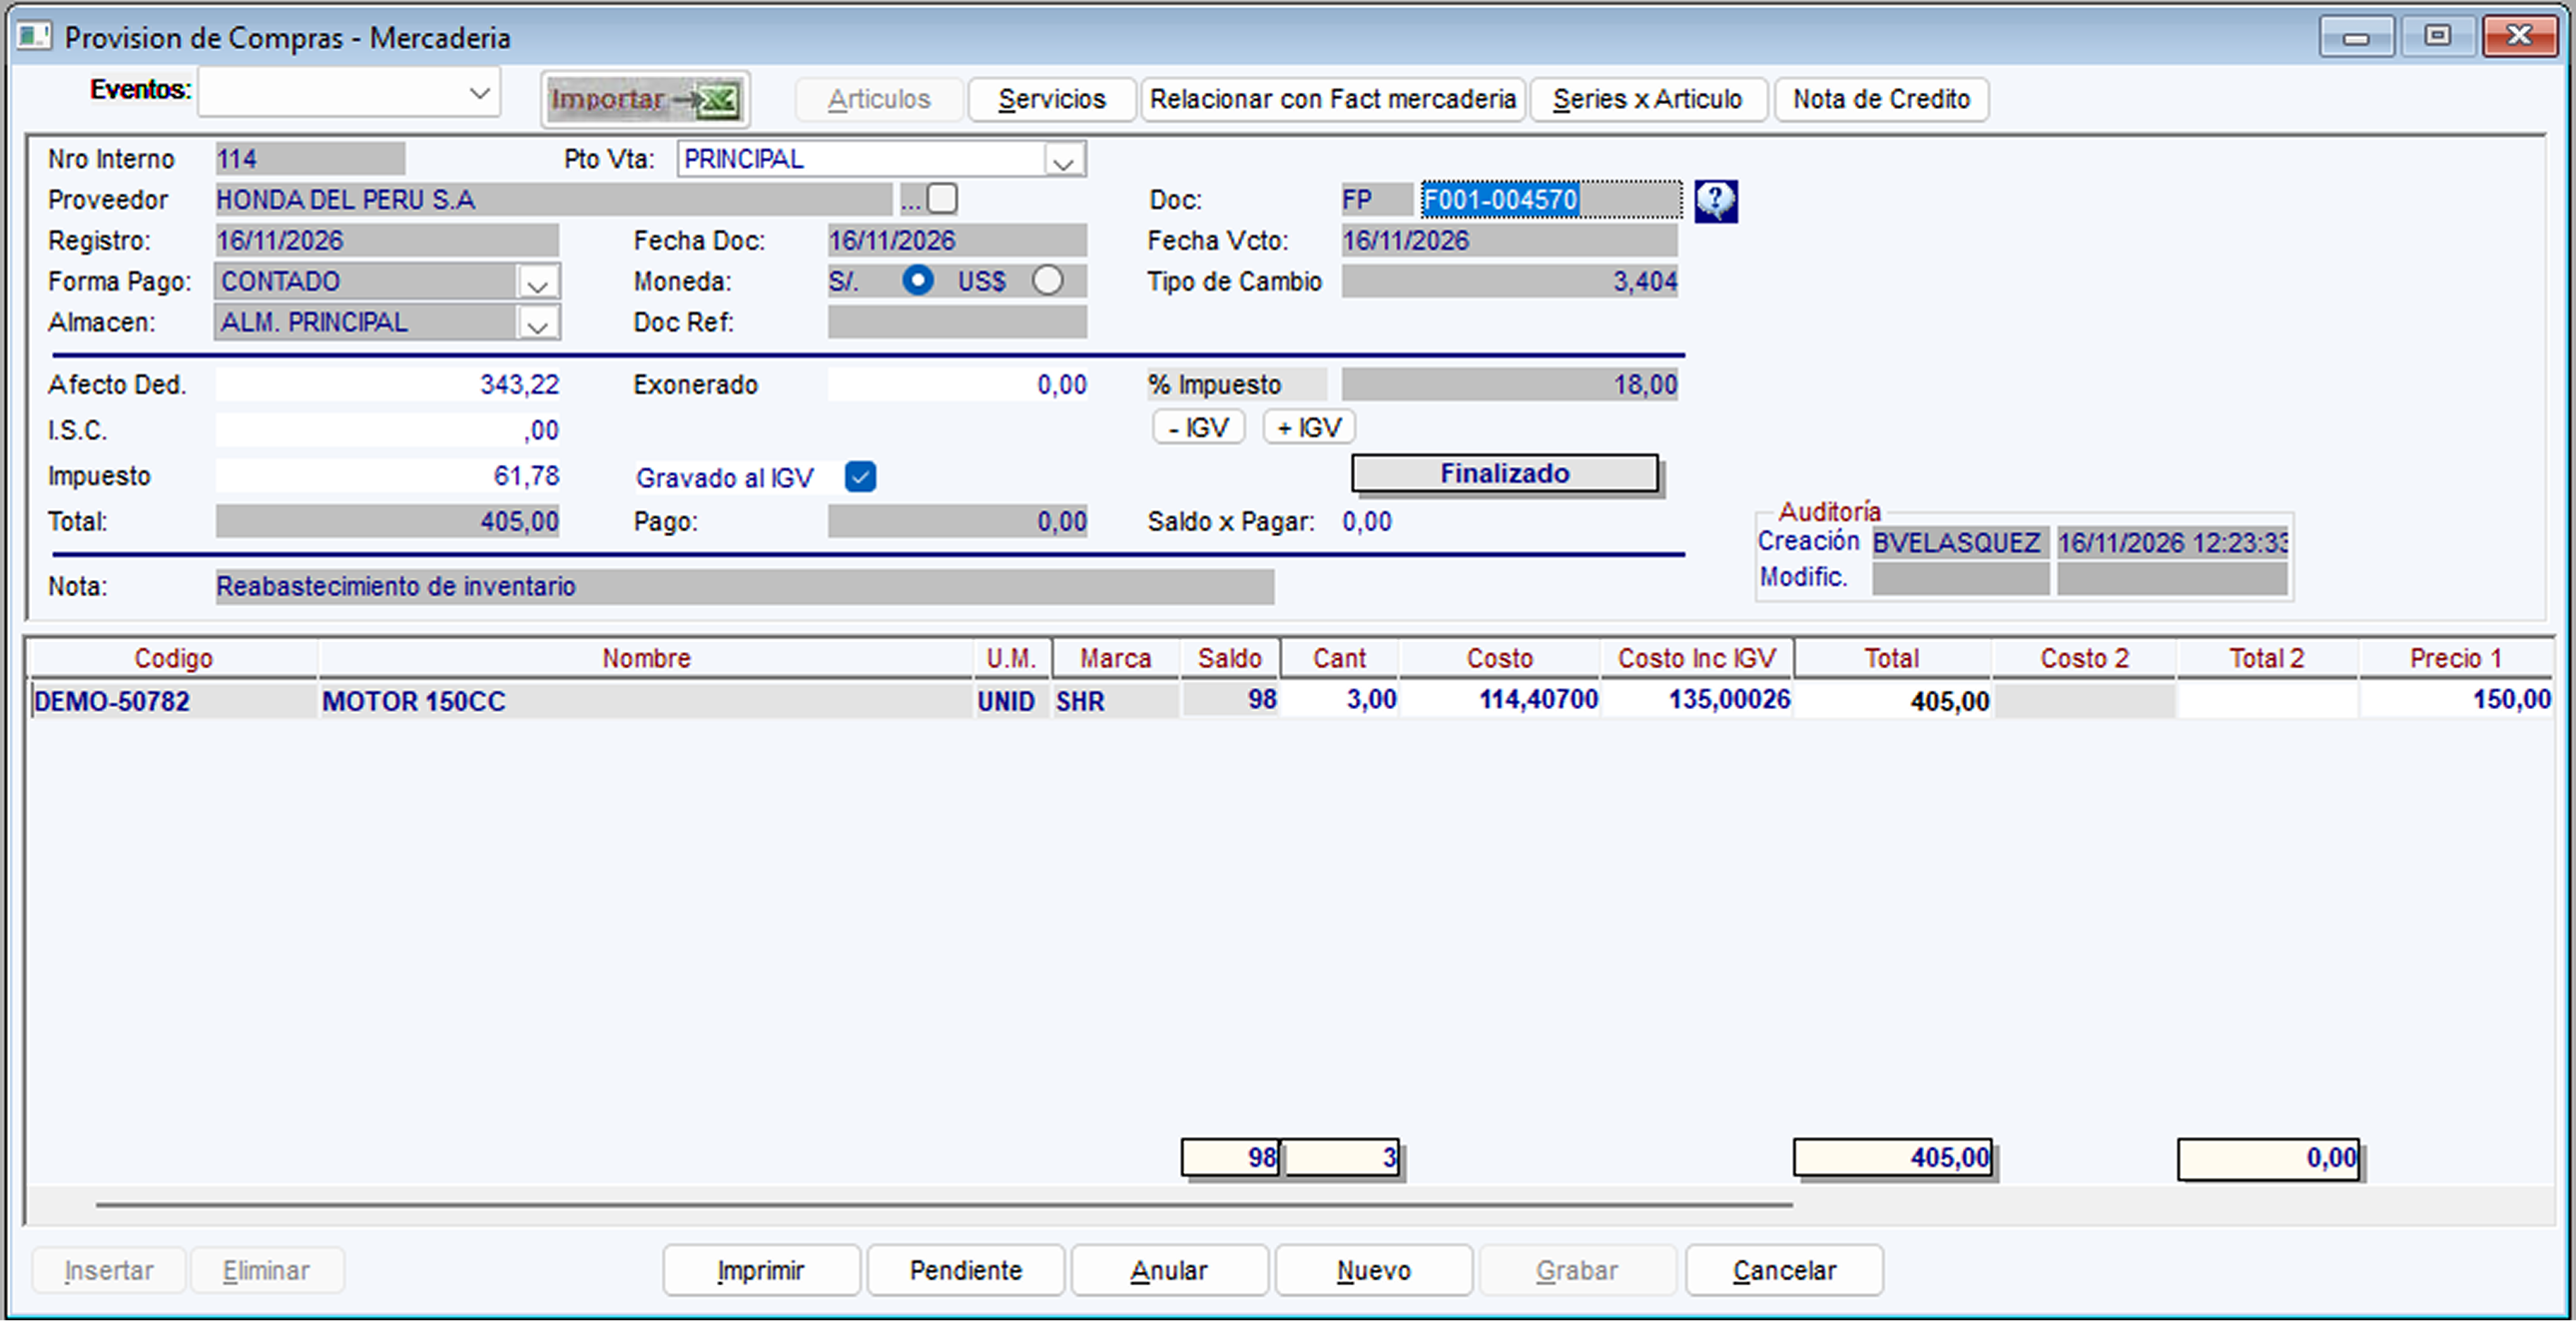 Provision de Compras - Mercaderia
Eventos: Importar Articulos Servicios Relacionar con Fact mercaderia Series x Articulo Nota de Credito
Nro Interno 114 Pto Vta: PRINCIPAL
Proveedor HONDA DEL PERU S.A ... Doc: FP F001-004570 ?
Registro: 16/11/2026 Fecha Doc: 16/11/2026 Fecha Vcto: 16/11/2026
Forma Pago: CONTADO Moneda: S/. US$ Tipo de Cambio 3,404
Almacen: ALM. PRINCIPAL Doc Ref:
Afecto Ded. 343,22 Exonerado 0,00 % Impuesto 18,00
I.S.C. ,00 - IGV + IGV
Impuesto 61,78 Gravado al IGV Finalizado
Total: 405,00 Pago: 0,00 Saldo x Pagar: 0,00
Auditoría
Creación BVELASQUEZ 16/11/2026 12:23:33
Modific.
Nota: Reabastecimiento de inventario
Codigo Nombre U.M. Marca Saldo Cant Costo Costo Inc IGV Total Costo 2 Total 2 Precio 1
DEMO-50782 MOTOR 150CC UNID SHR 98 3,00 114,40700 135,00026 405,00 150,00
98 3 405,00 0,00
Insertar Eliminar Imprimir Pendiente Anular Nuevo Grabar Cancelar